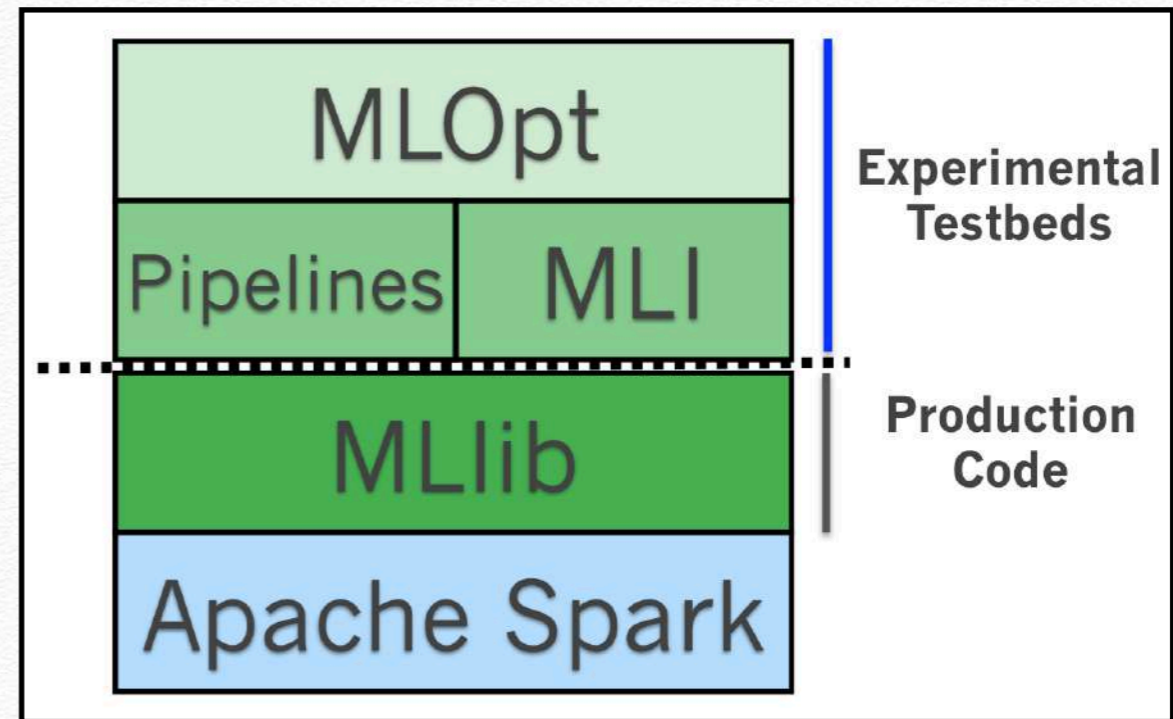 MLOpt
Experimental
Testbeds
Pipelines
MLI
MLlib
Production
Code
Apache Spark